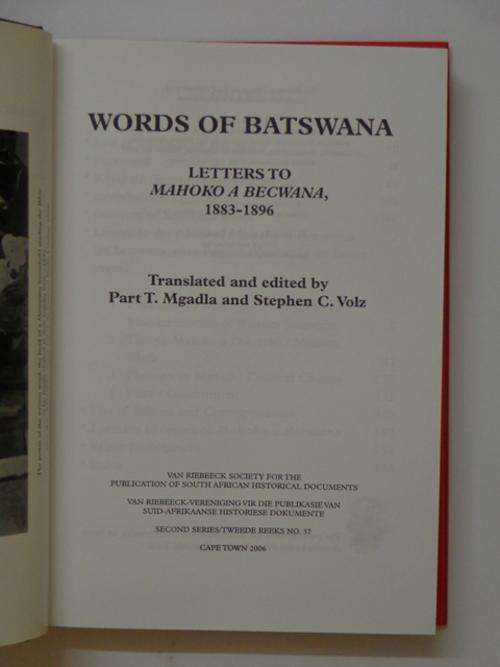 WORDS OF BATSWANA
LETTERS TO
MAHOKO A BECWANA,
1883-1896
Translated and edited by
Part T. Mgadla and Stephen C. Volz
VAN RIEBEECK SOCIETY FOR THE
PUBLICATION OF SOUTH AFRICAN HISTORICAL DOCUMENTS
VAN RIEBEECK-VERENIGING VIR DIE PUBLIKASIE VAN
SUID-AFRIKAANSE HISTORIESE DOKUMENTE
SECOND SERIES/TWEEDE REEKS NO. 37
CAPE TOWN 2006